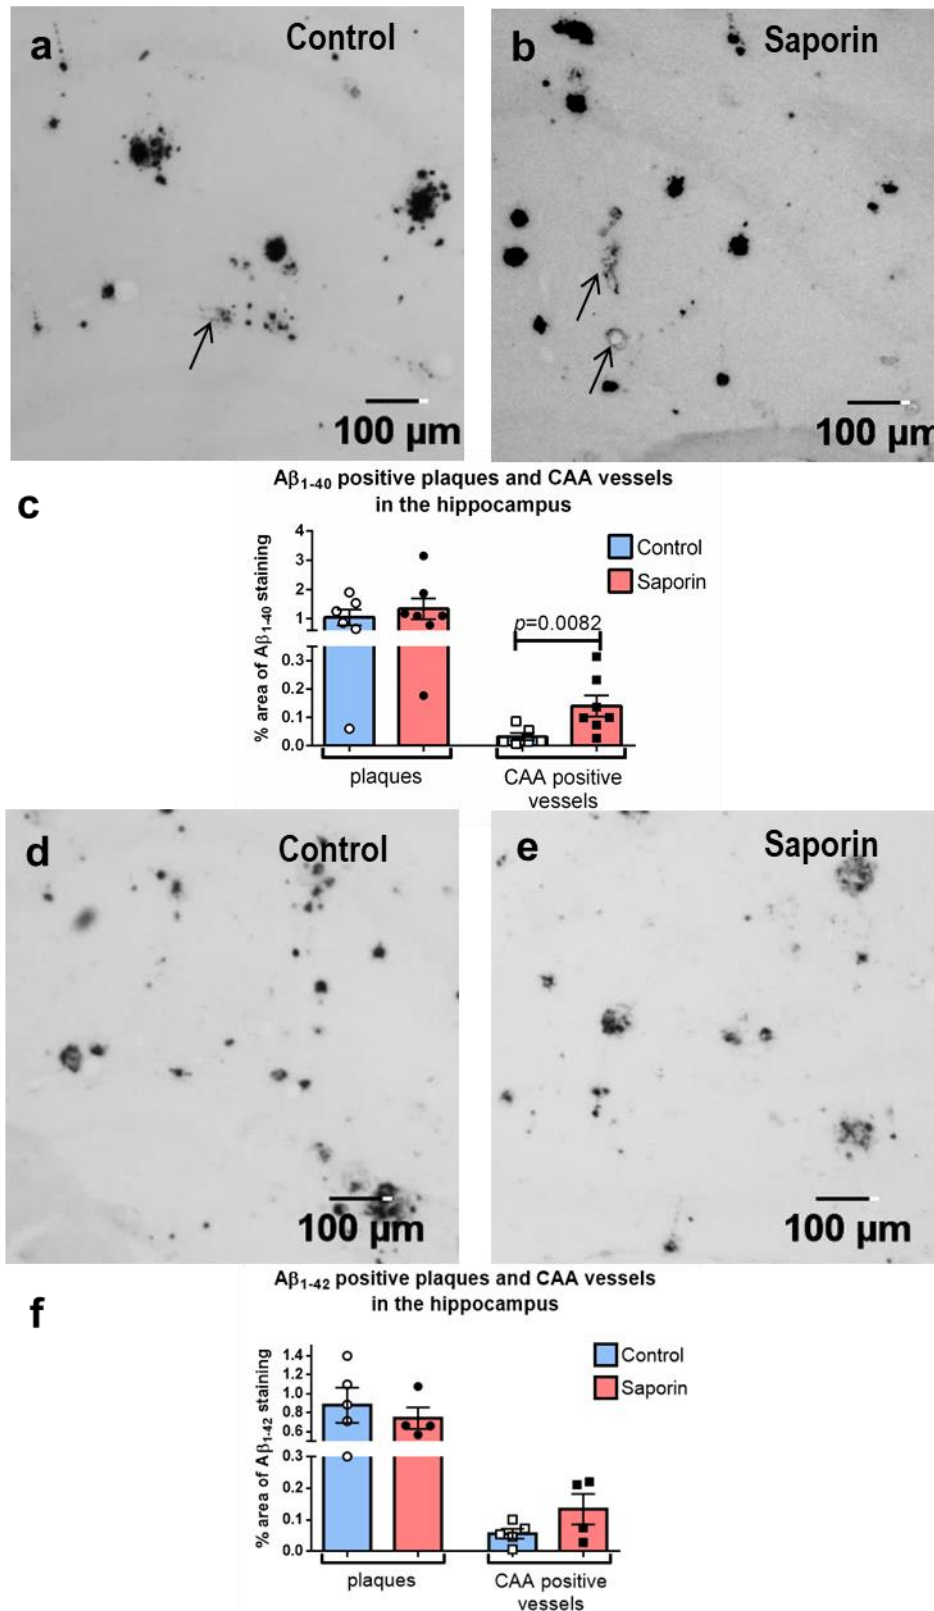 a
Control
100 µm
b
Saporin
100 µm
c
Aβ1-40 positive plaques and CAA vessels
in the hippocampus
% area of Aβ1-40 staining
4
3
2
1
0.3
0.2
0.1
0.0
Control
Saporin
p=0.0082
plaques
CAA positive
vessels
d
Control
100 µm
e
Saporin
100 µm
f
Aβ1-42 positive plaques and CAA vessels
in the hippocampus
% area of Aβ1-42 staining
1.4
1.2
1.0
0.8
0.6
0.3
0.2
0.1
0.0
Control
Saporin
plaques
CAA positive
vessels